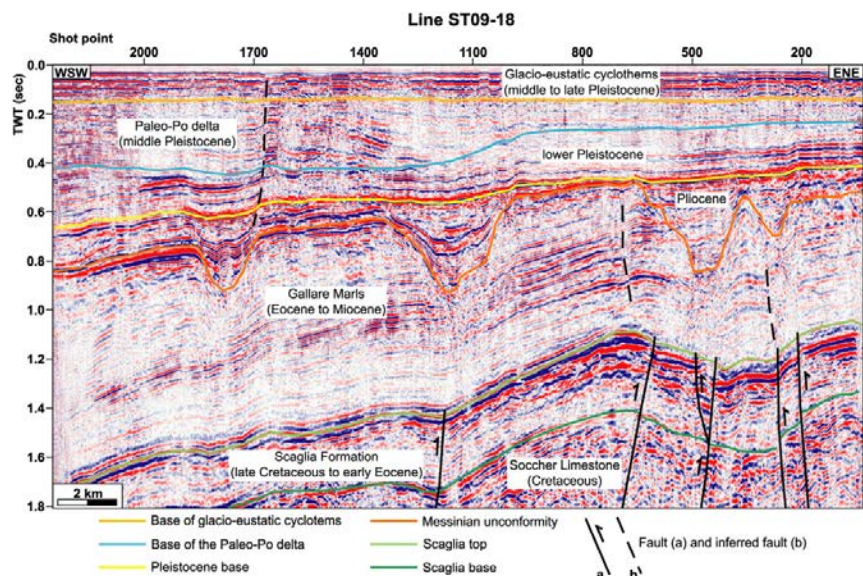 Line ST09-18
Shot point
2000 1700 1400 1100 800 500 200
TWT (sec)
0.0
0.2
0.4
0.6
0.8
1.0
1.2
1.4
1.6
1.8
WSW
ENE
Glacio-eustatic cyclothems
(middle to late Pleistocene)
Paleo-Po delta
(middle Pleistocene)
lower Pleistocene
Pliocene
Gallare Marls
(Eocene to Miocene)
Scaglia Formation
(late Cretaceous to early Eocene)
Soccher Limestone
(Cretaceous)
2 km
Base of glacio-eustatic cyclotems
Base of the Paleo-Po delta
Pleistocene base
Messinian unconformity
Scaglia top
Scaglia base
Fault (a) and inferred fault (b)
a b